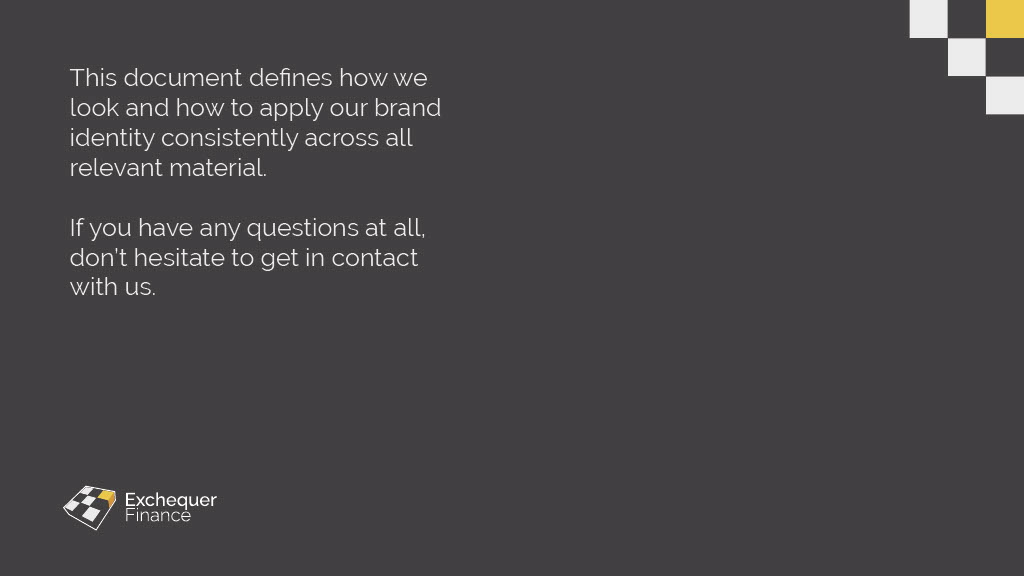 This document defines how we
look and how to apply our brand
identity consistently across all
relevant material.
If you have any questions at all,
don’t hesitate to get in contact
with us.
Exchequer
Finance